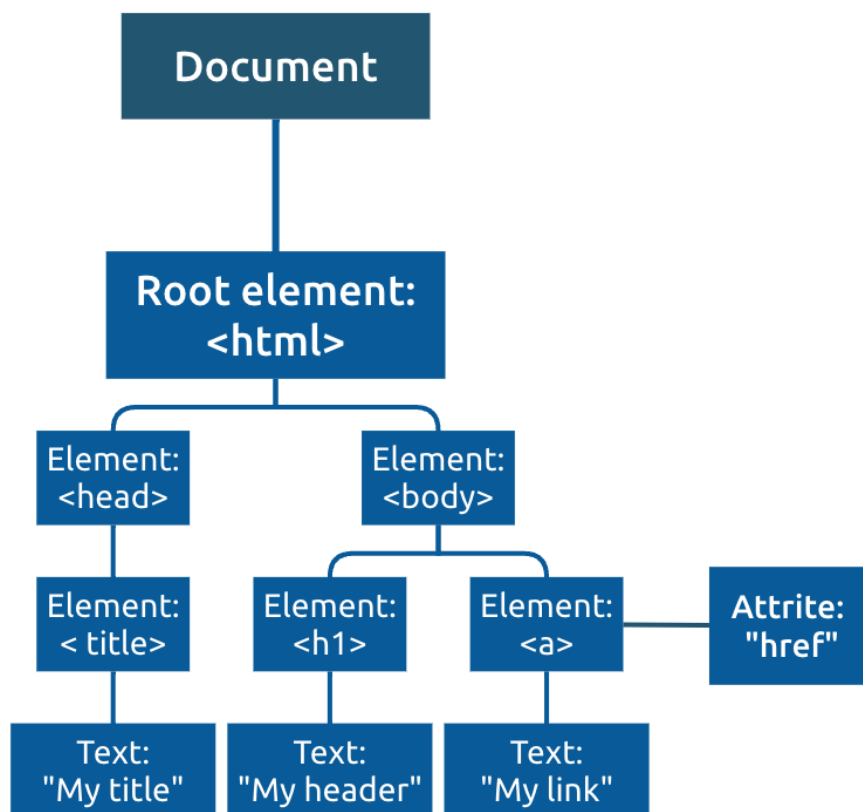 Document
Root element:
<html>
Element:
<head>
Element:
<body>
Element:
< title>
Element:
<h1>
Element:
<a>
Attrite:
"href"
Text:
"My title"
Text:
"My header"
Text:
"My link"